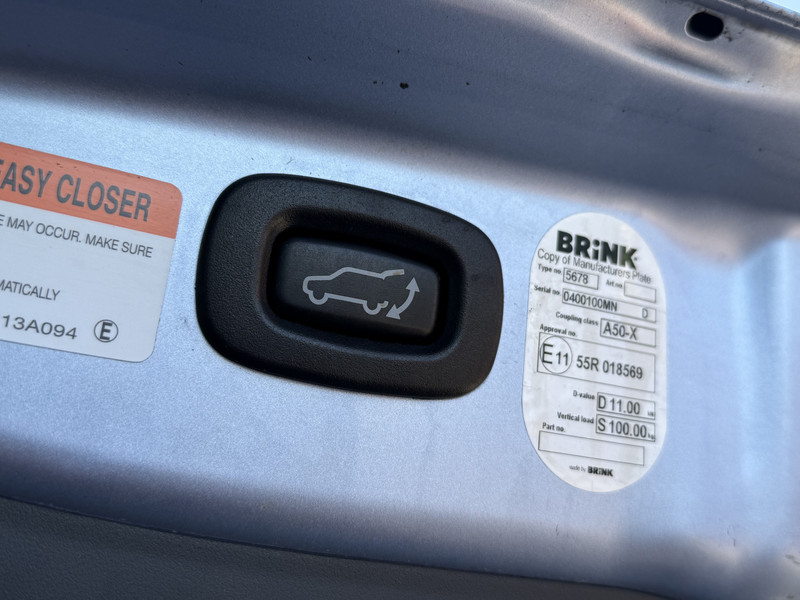 EASY CLOSER
E MAY OCCUR. MAKE SURE
MATICALLY
13A094 E
BRiNK
Copy of Manufacturers Plate
Type no 5678 Art no
Serial no. 0400100MN D
Coupling class A50-X
Approval no.
E11 55R 018569
D-value D 11.00 kN
Vertical load S 100.00 kg
Part no.
made by BRiNK